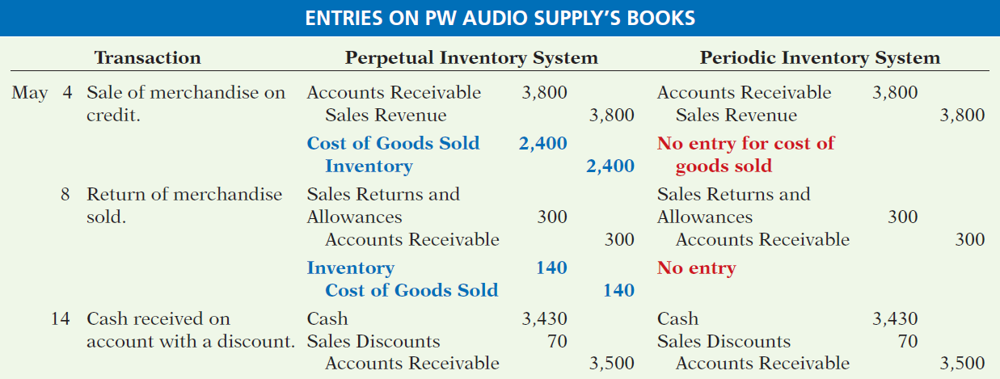 ENTRIES ON PW AUDIO SUPPLY'S BOOKS
Transaction Perpetual Inventory System Periodic Inventory System
May 4 Sale of merchandise on Accounts Receivable 3,800 Accounts Receivable 3,800
credit. Sales Revenue 3,800 Sales Revenue 3,800
Cost of Goods Sold 2,400 No entry for cost of
Inventory 2,400 goods sold
8 Return of merchandise Sales Returns and Sales Returns and
sold. Allowances 300 Allowances 300
Accounts Receivable 300 Accounts Receivable 300
Inventory 140 No entry
Cost of Goods Sold 140
14 Cash received on Cash 3,430 Cash 3,430
account with a discount. Sales Discounts 70 Sales Discounts 70
Accounts Receivable 3,500 Accounts Receivable 3,500